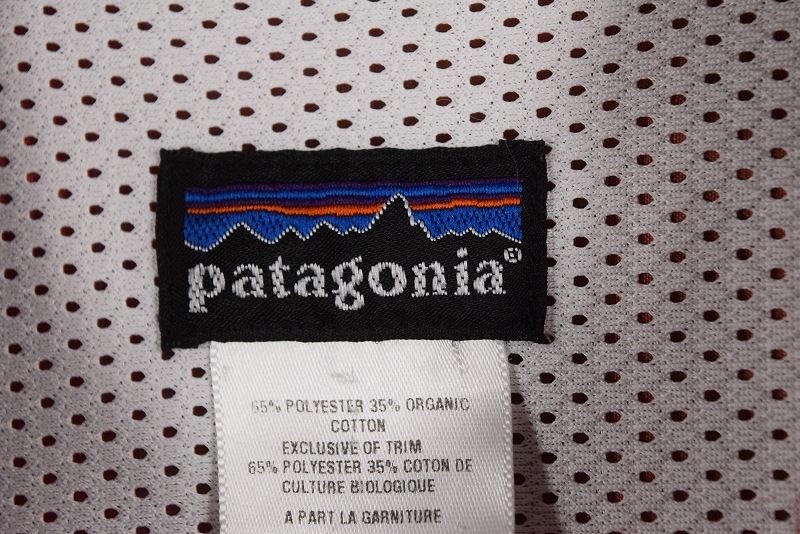 patagonia®
65% POLYESTER 35% ORGANIC
COTTON
EXCLUSIVE OF TRIM
65% POLYESTER 35% COTON DE
CULTURE BIOLOGIQUE
A PART LA GARNITURE